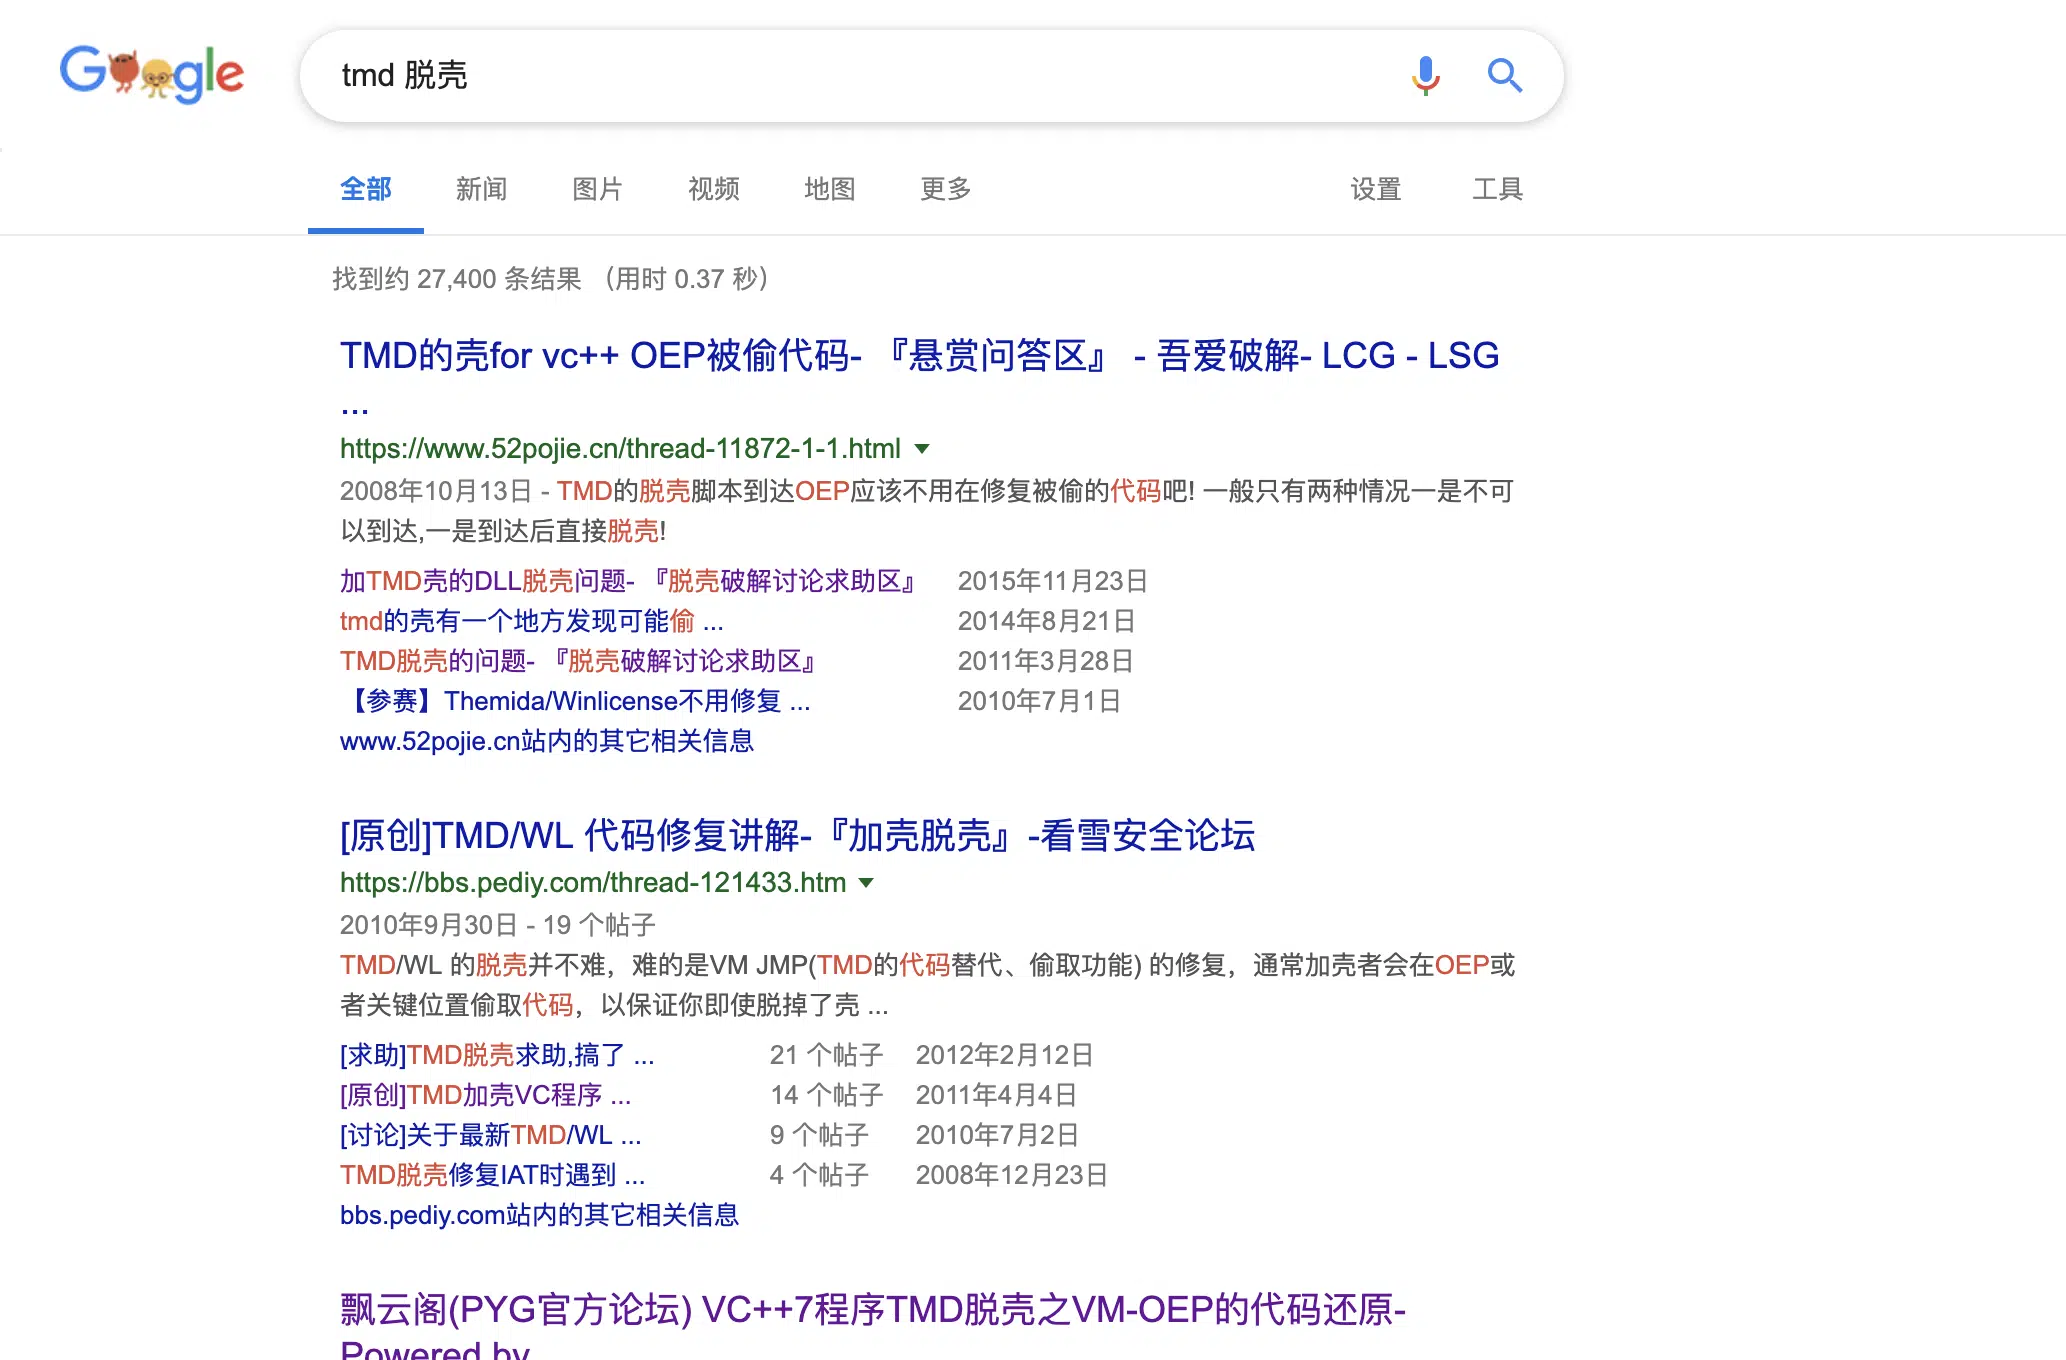 Google
tmd 脱壳
全部 新闻 图片 视频 地图 更多 设置 工具
找到约 27,400 条结果 （用时 0.37 秒）
TMD的壳for vc++ OEP被偷代码- 『悬赏问答区』 - 吾爱破解- LCG - LSG
...
https://www.52pojie.cn/thread-11872-1-1.html
2008年10月13日 - TMD的脱壳脚本到达OEP应该不用在修复被偷的代码吧! 一般只有两种情况一是不可
以到达,一是到达后直接脱壳!
加TMD壳的DLL脱壳问题- 『脱壳破解讨论求助区』 2015年11月23日
tmd的壳有一个地方发现可能偷 ... 2014年8月21日
TMD脱壳的问题- 『脱壳破解讨论求助区』 2011年3月28日
【参赛】Themida/Winlicense不用修复 ... 2010年7月1日
www.52pojie.cn站内的其它相关信息
[原创]TMD/WL 代码修复讲解-『加壳脱壳』-看雪安全论坛
https://bbs.pediy.com/thread-121433.htm
2010年9月30日 - 19 个帖子
TMD/WL 的脱壳并不难，难的是VM JMP(TMD的代码替代、偷取功能) 的修复，通常加壳者会在OEP或
者关键位置偷取代码，以保证你即使脱掉了壳 ...
[求助]TMD脱壳求助,搞了 ... 21 个帖子 2012年2月12日
[原创]TMD加壳VC程序 ... 14 个帖子 2011年4月4日
[讨论]关于最新TMD/WL ... 9 个帖子 2010年7月2日
TMD脱壳修复IAT时遇到 ... 4 个帖子 2008年12月23日
bbs.pediy.com站内的其它相关信息
飘云阁(PYG官方论坛) VC++7程序TMD脱壳之VM-OEP的代码还原-
Powered by